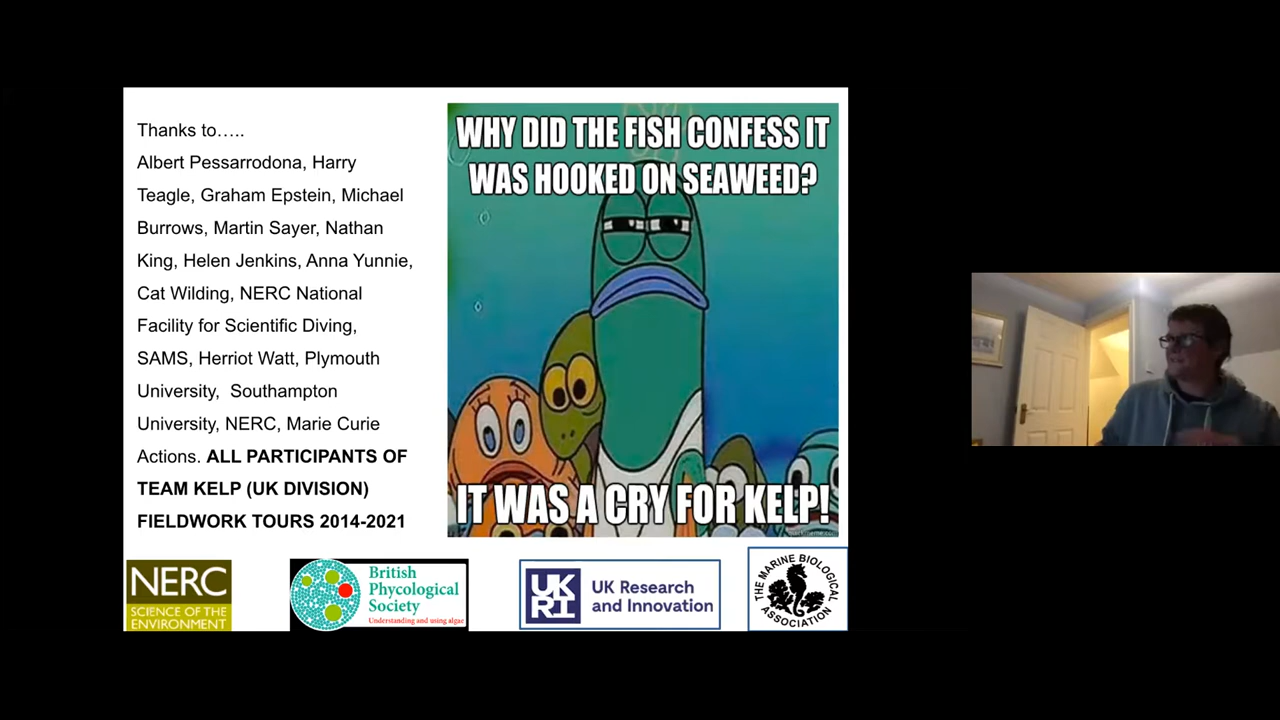 Thanks to…..
Albert Pessarrodona, Harry
Teagle, Graham Epstein, Michael
Burrows, Martin Sayer, Nathan
King, Helen Jenkins, Anna Yunnie,
Cat Wilding, NERC National
Facility for Scientific Diving,
SAMS, Herriot Watt, Plymouth
University, Southampton
University, NERC, Marie Curie
Actions. ALL PARTICIPANTS OF
TEAM KELP (UK DIVISION)
FIELDWORK TOURS 2014-2021
WHY DID THE FISH CONFESS IT
WAS HOOKED ON SEAWEED?
IT WAS A CRY FOR KELP!
NERC
SCIENCE OF THE
ENVIRONMENT
British
Phycological
Society
Understanding and using algae
UK
RI
UK Research
and Innovation
THE MARINE BIOLOGICAL
ASSOCIATION